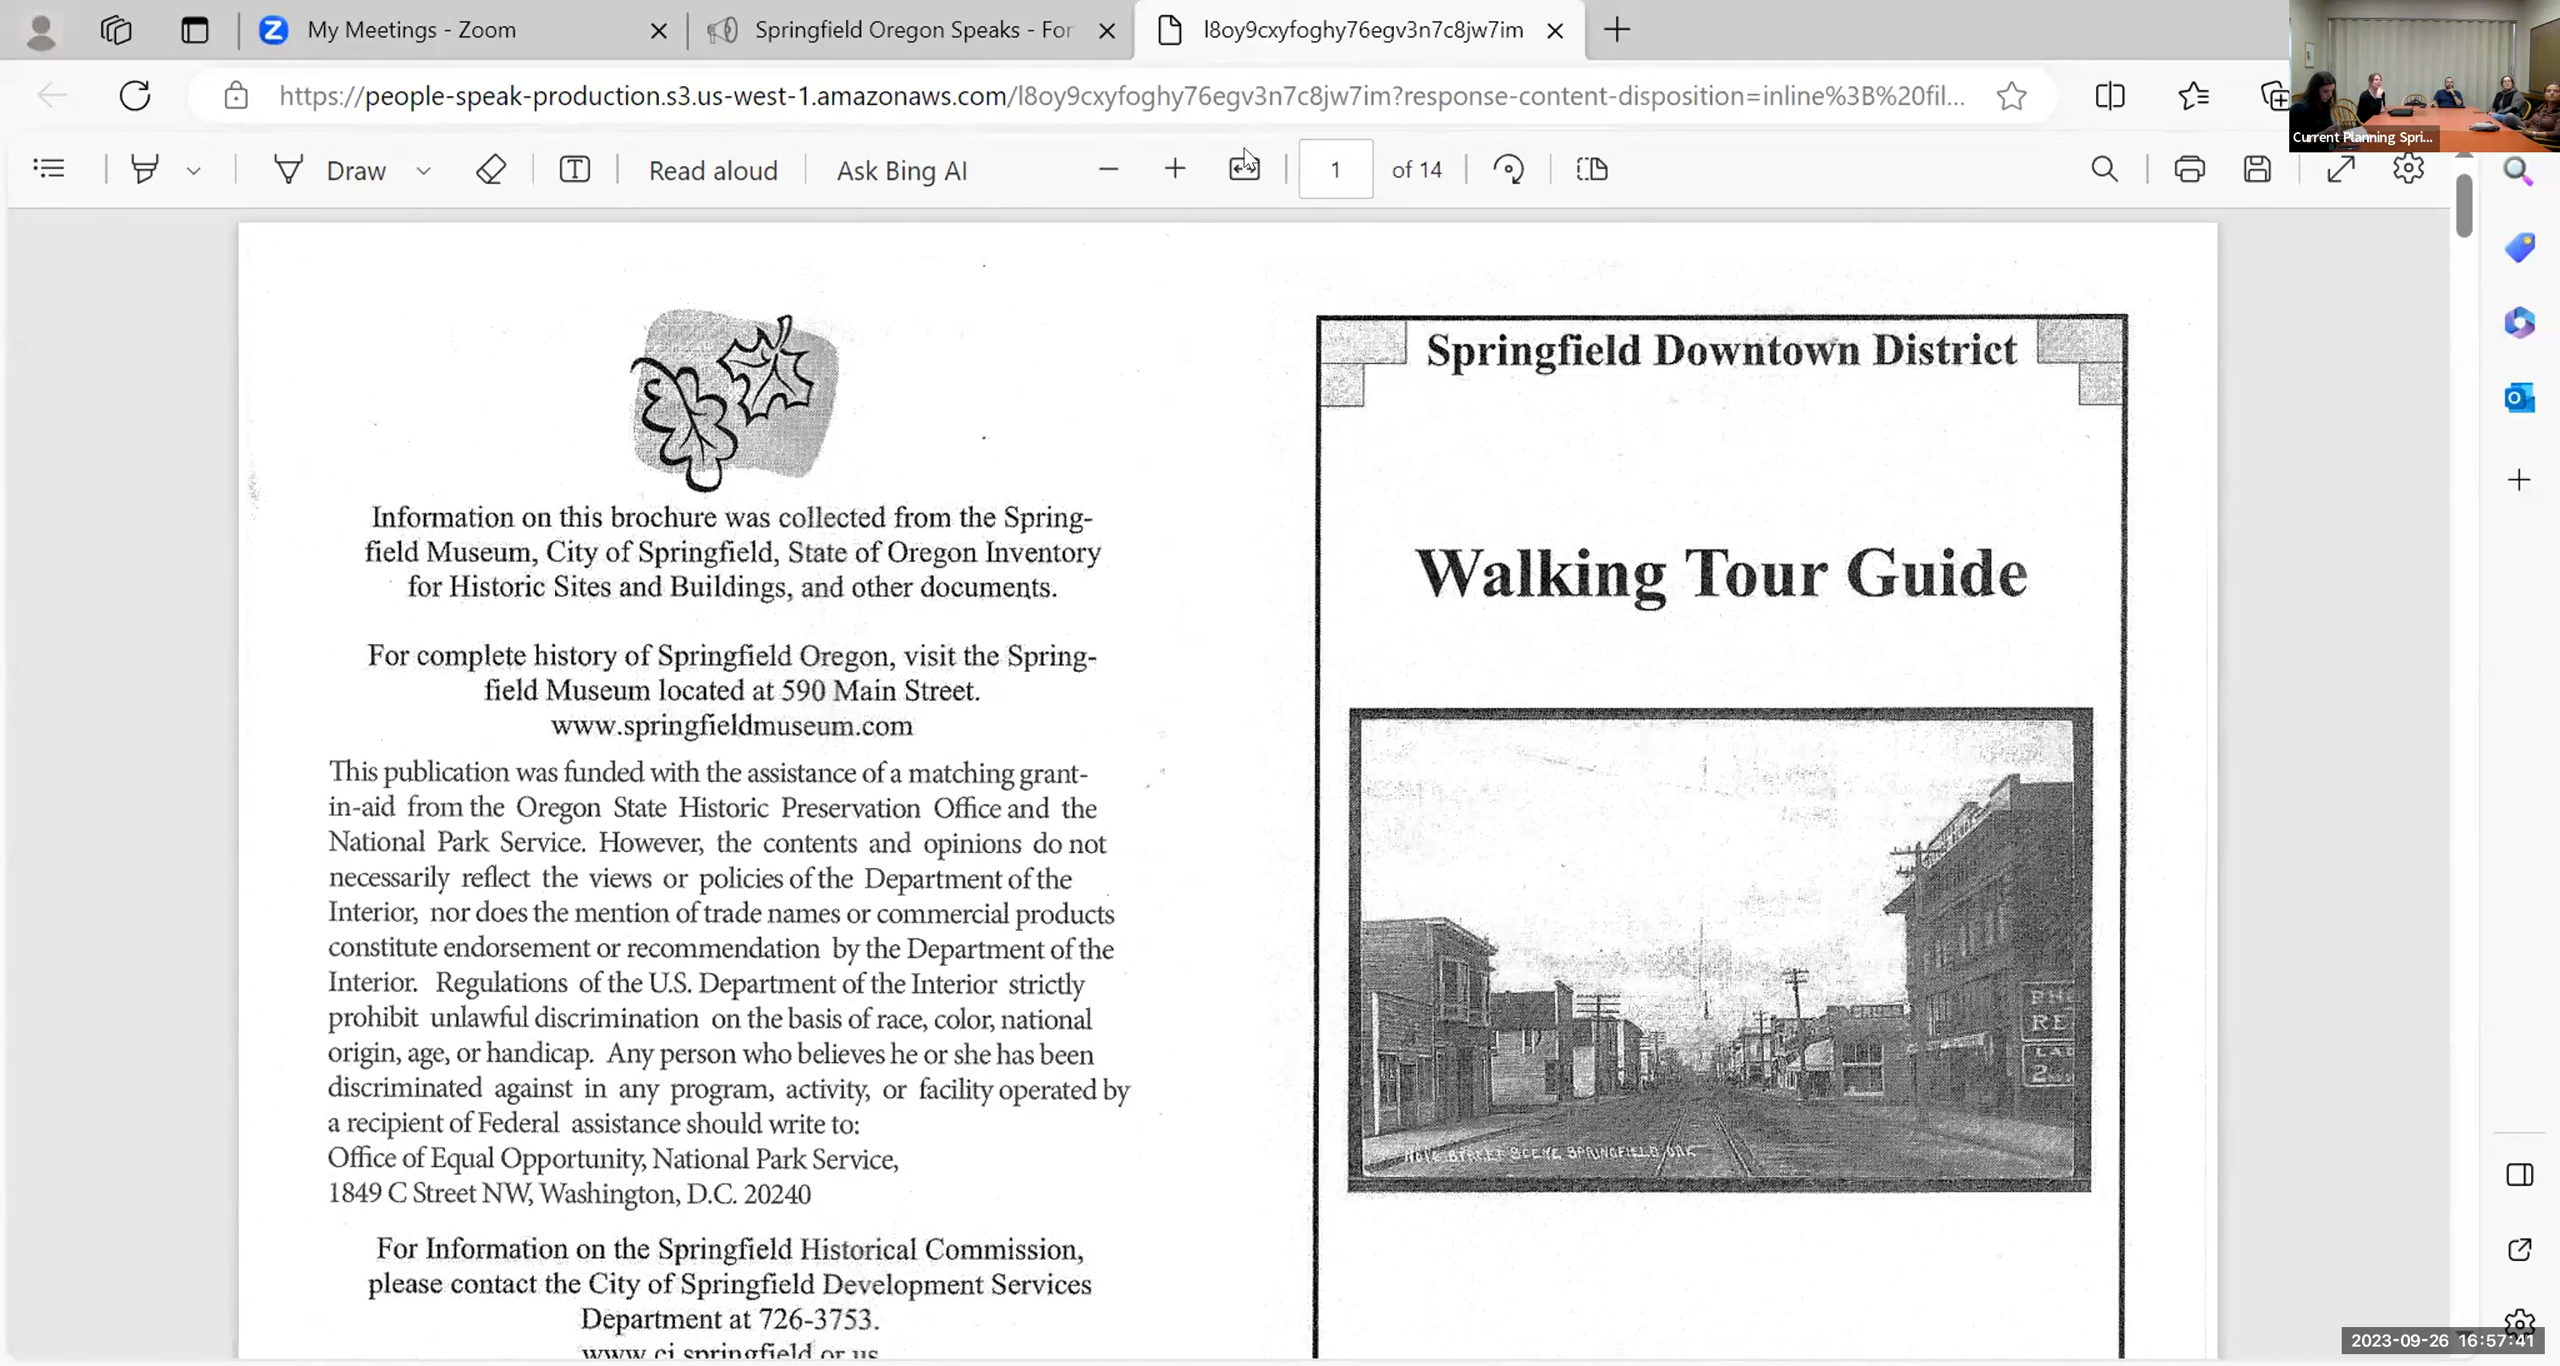 My Meetings - Zoom
Springfield Oregon Speaks - For
l8oy9cxyfoghy76egv3n7c8jw7im
https://people-speak-production.s3.us-west-1.amazonaws.com/l8oy9cxyfoghy76egv3n7c8jw7im?response-content-disposition=inline%3B%20fil...
Current Planning Spri...
Draw
Read aloud
Ask Bing AI
1 of 14
Information on this brochure was collected from the Spring-
field Museum, City of Springfield, State of Oregon Inventory
for Historic Sites and Buildings, and other documents.
For complete history of Springfield Oregon, visit the Spring-
field Museum located at 590 Main Street.
www.springfieldmuseum.com
This publication was funded with the assistance of a matching grant-
in-aid from the Oregon State Historic Preservation Office and the
National Park Service. However, the contents and opinions do not
necessarily reflect the views or policies of the Department of the
Interior, nor does the mention of trade names or commercial products
constitute endorsement or recommendation by the Department of the
Interior. Regulations of the U.S. Department of the Interior strictly
prohibit unlawful discrimination on the basis of race, color, national
origin, age, or handicap. Any person who believes he or she has been
discriminated against in any program, activity, or facility operated by
a recipient of Federal assistance should write to:
Office of Equal Opportunity, National Park Service,
1849 C Street NW, Washington, D.C. 20240
For Information on the Springfield Historical Commission,
please contact the City of Springfield Development Services
Department at 726-3753.
www.ci.springfield.or.us
Springfield Downtown District
Walking Tour Guide
STREET SCENE SPRINGFIELD ORE
2023-09-26 16:57:41